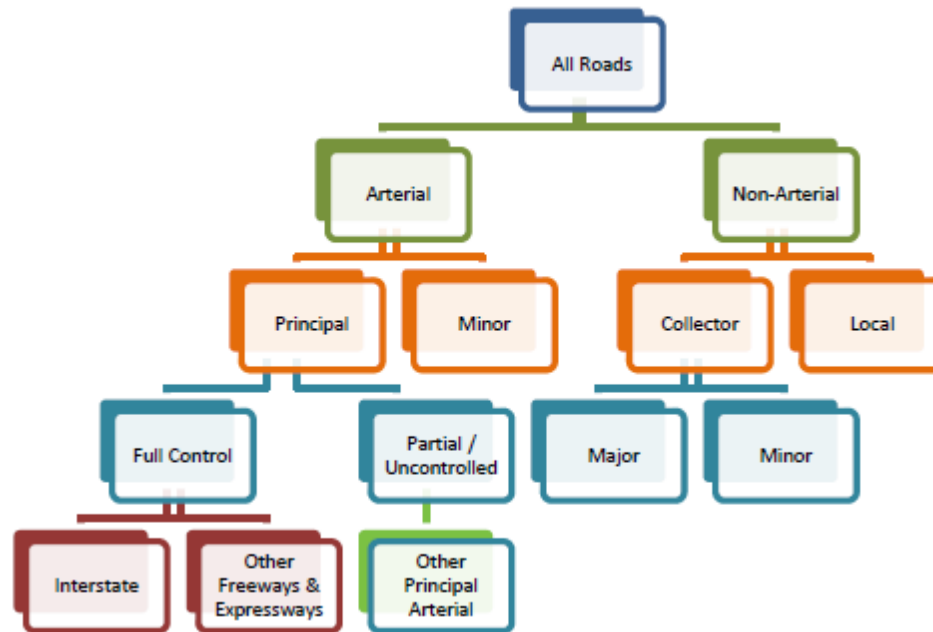 All Roads
Arterial
Non-Arterial
Principal
Minor
Collector
Local
Full Control
Partial /
Uncontrolled
Major
Minor
Interstate
Other
Freeways &
Expressways
Other
Principal
Arterial